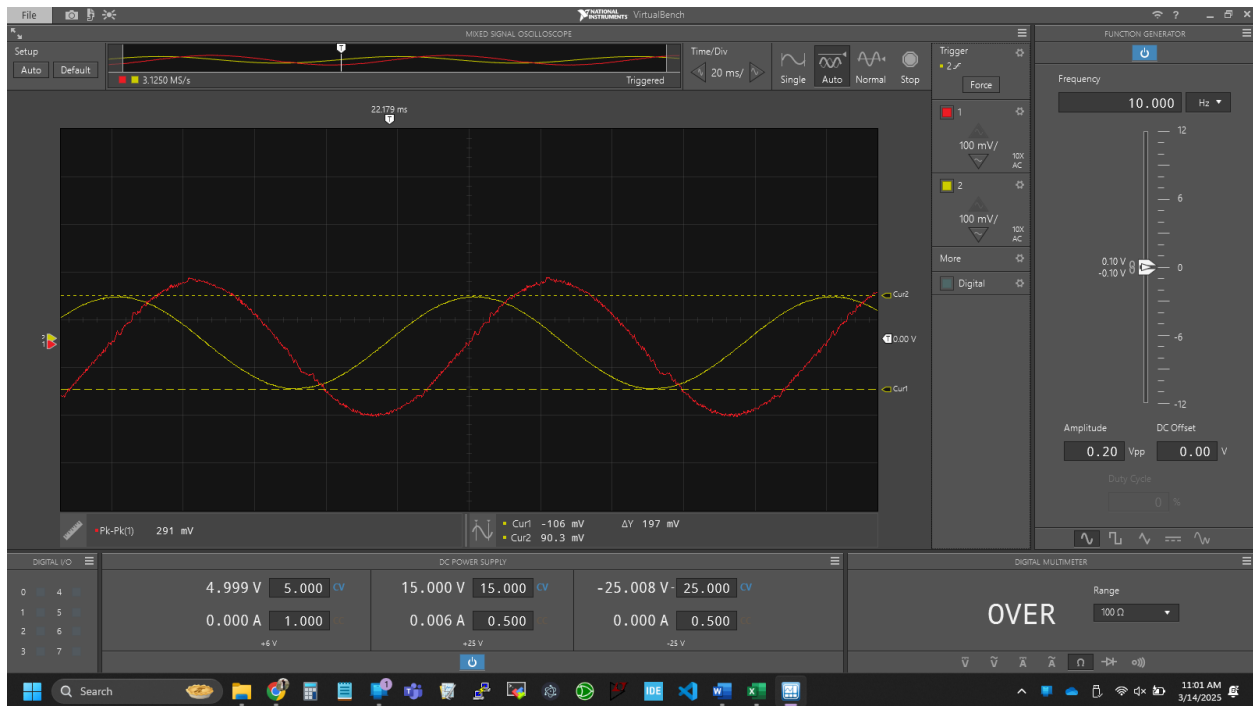 File
NATIONAL INSTRUMENTS VirtualBench
?
MIXED SIGNAL OSCILLOSCOPE
FUNCTION GENERATOR
Setup
Auto Default
T
3.1250 MS/s
Triggered
Time/Div
20 ms/
Single Auto Normal Stop
Trigger
2
Force
22.179 ms
T
1
100 mV/
10X
AC
2
100 mV/
10X
AC
More
Digital
Cur2
T 0.00 V
Cur1
2
1
Frequency
10.000 Hz
12
6
0.10 V
-0.10 V
0
-6
-12
Amplitude DC Offset
0.20 Vpp 0.00 V
Duty Cycle
0 %
Pk-Pk(1) 291 mV
Cur1 -106 mV ΔY 197 mV
Cur2 90.3 mV
DIGITAL I/O
0 4
1 5
2 6
3 7
DC POWER SUPPLY
4.999 V 5.000 CV
15.000 V 15.000 CV
-25.008 V - 25.000 CV
0.000 A 1.000
0.006 A 0.500
0.000 A 0.500
+6 V
+25 V
-25 V
DIGITAL MULTIMETER
OVER
Range
100 Ω
V V A A Ω
Search
1
IDE
11:01 AM
3/14/2025